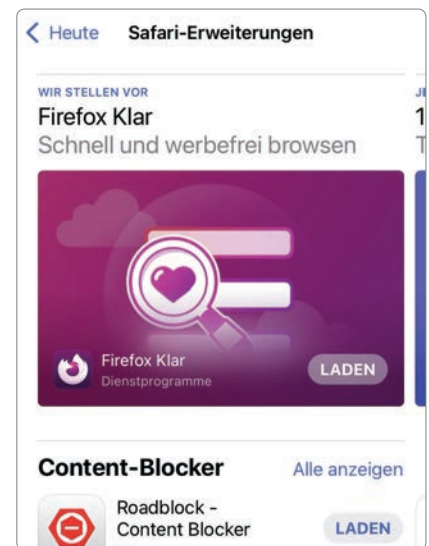 Heute Safari-Erweiterungen
WIR STELLEN VOR
Firefox Klar
Schnell und werbefrei browsen
Firefox Klar
Dienstprogramme
LADEN
Content-Blocker Alle anzeigen
Roadblock -
Content Blocker
LADEN